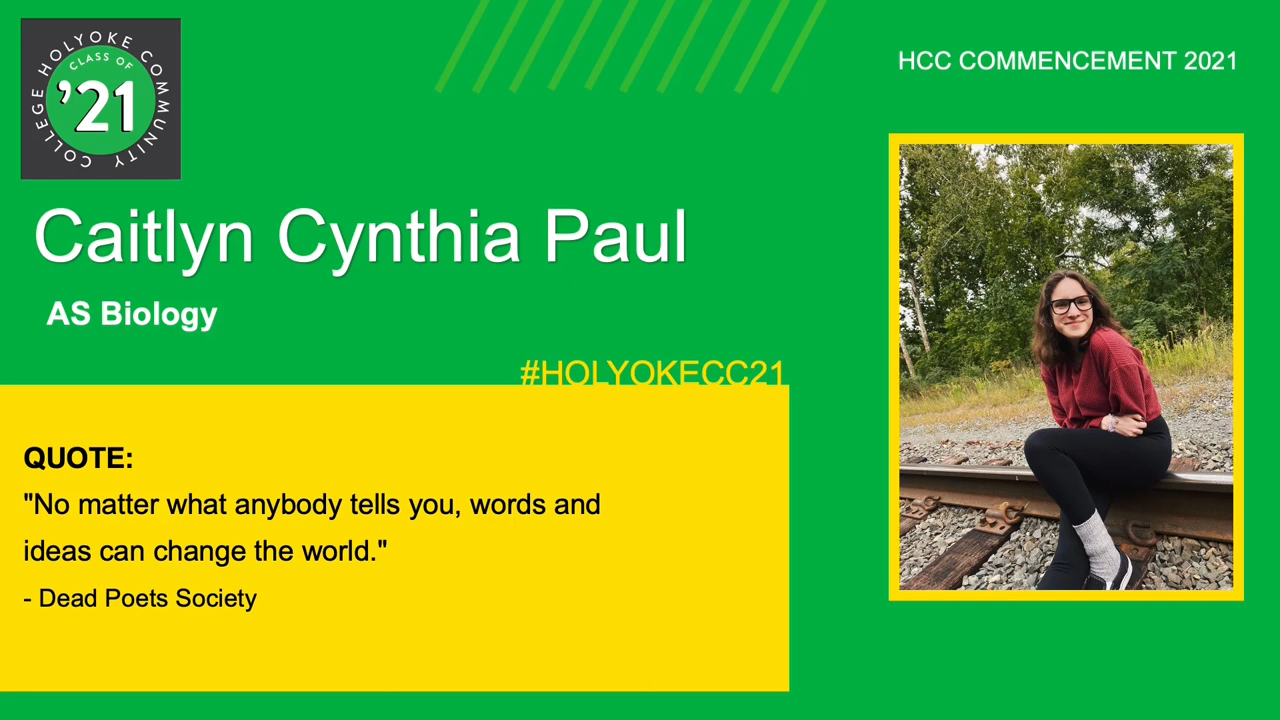 HOLYOKE COMMUNITY COLLEGE
CLASS OF
'21
HCC COMMENCEMENT 2021
Caitlyn Cynthia Paul
AS Biology
#HOLYOKECC21
QUOTE:
"No matter what anybody tells you, words and
ideas can change the world."
- Dead Poets Society